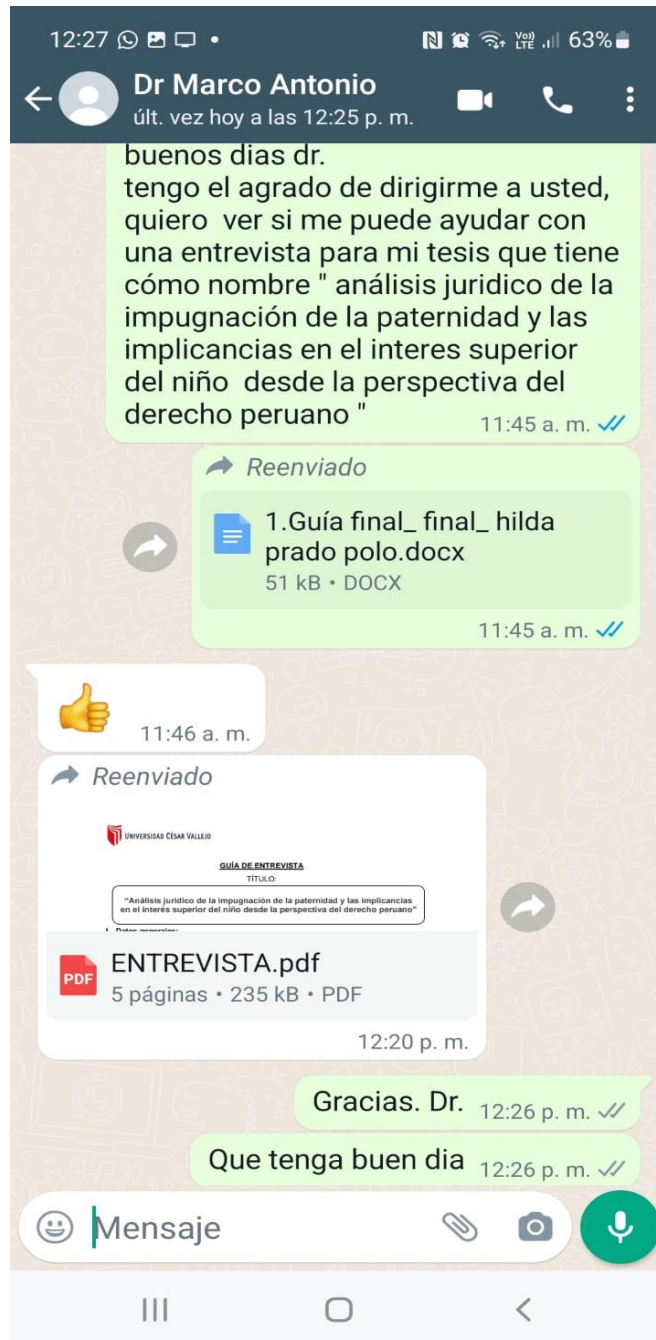 12:27
Vo))
LTE
63%
Dr Marco Antonio
últ. vez hoy a las 12:25 p. m.
buenos dias dr.
tengo el agrado de dirigirme a usted,
quiero ver si me puede ayudar con
una entrevista para mi tesis que tiene
cómo nombre " análisis juridico de la
impugnación de la paternidad y las
implicancias en el interes superior
del niño desde la perspectiva del
derecho peruano "
11:45 a. m.
Reenviado
1.Guía final_ final_ hilda
prado polo.docx
51 kB • DOCX
11:45 a. m.
11:46 a. m.
Reenviado
UNIVERSIDAD CÉSAR VALLEJO
GUÍA DE ENTREVISTA
TÍTULO:
"Análisis jurídico de la impugnación de la paternidad y las implicancias
en el interés superior del niño desde la perspectiva del derecho peruano"
PDF
ENTREVISTA.pdf
5 páginas • 235 kB • PDF
12:20 p. m.
Gracias. Dr.
12:26 p. m.
Que tenga buen dia
12:26 p. m.
Mensaje